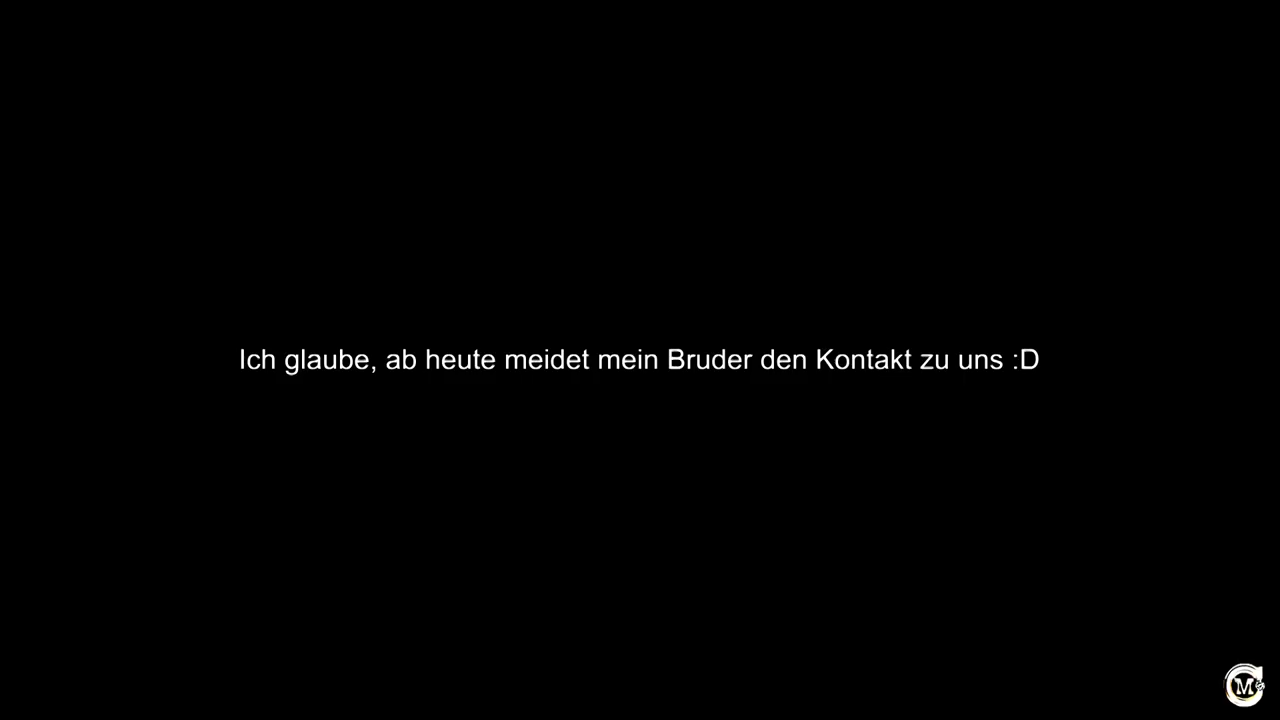 Ich glaube, ab heute meidet mein Bruder den Kontakt zu uns :D
M